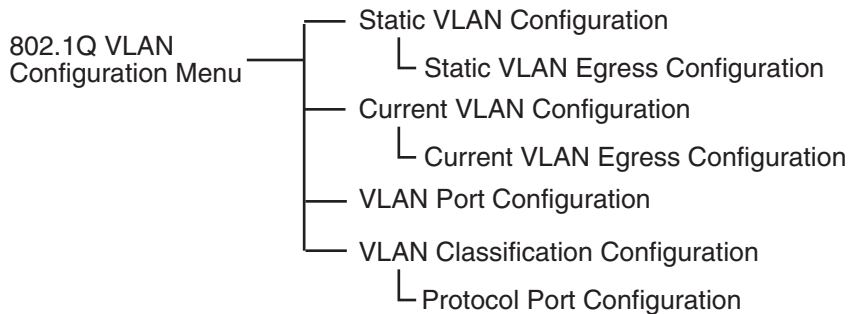 802.1Q VLAN
Configuration Menu
Static VLAN Configuration
Static VLAN Egress Configuration
Current VLAN Configuration
Current VLAN Egress Configuration
VLAN Port Configuration
VLAN Classification Configuration
Protocol Port Configuration